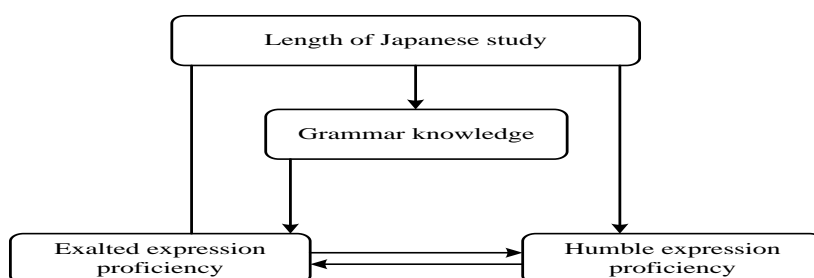 Length of Japanese study
Grammar knowledge
Exalted expression
proficiency
Humble expression
proficiency